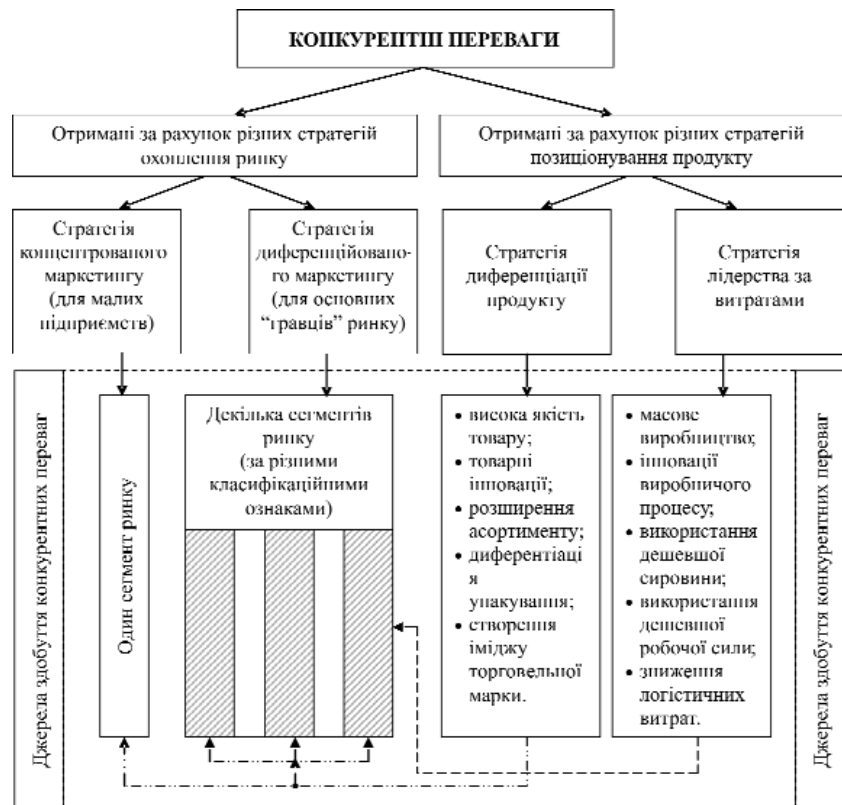 КОНКУРЕНТНІ ПЕРЕВАГИ
Отримані за рахунок різних стратегій
охоплення ринку
Отримані за рахунок різних стратегій
позиціонування продукту
Стратегія
концентрованого
маркетингу
(для малих
підприємств)
Стратегія
диференційовано-
го маркетингу
(для основних
“гравців” ринку)
Стратегія
диференціації
продукту
Стратегія
лідерства за
витратами
Джерела здобуття конкурентних переваг
Один сегмент ринку
Декілька сегментів
ринку
(за різними
класифікаційними
ознаками)
• висока якість
товару;
• товарні
інновації;
• розширення
асортименту;
• диферентіація
упакування;
• створення
іміджу
торговельної
марки.
• масове
виробництво;
• інновації
виробничого
процесу;
• використання
дешевшої
сировини;
• використання
дешевшої
робочої сили;
• зниження
логістичних
витрат.
Джерела здобуття конкурентних переваг